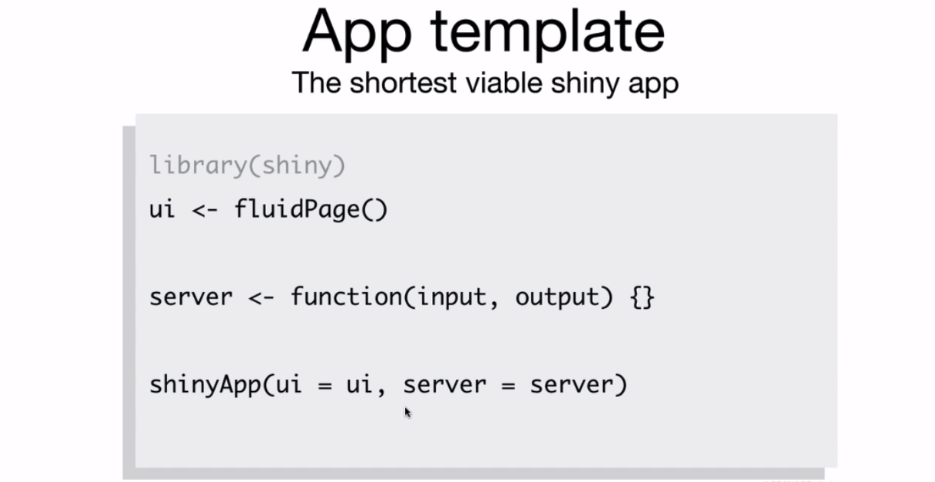 App template
The shortest viable shiny app
library(shiny)
ui <- fluidPage()
server <- function(input, output) {}
shinyApp(ui = ui, server = server)